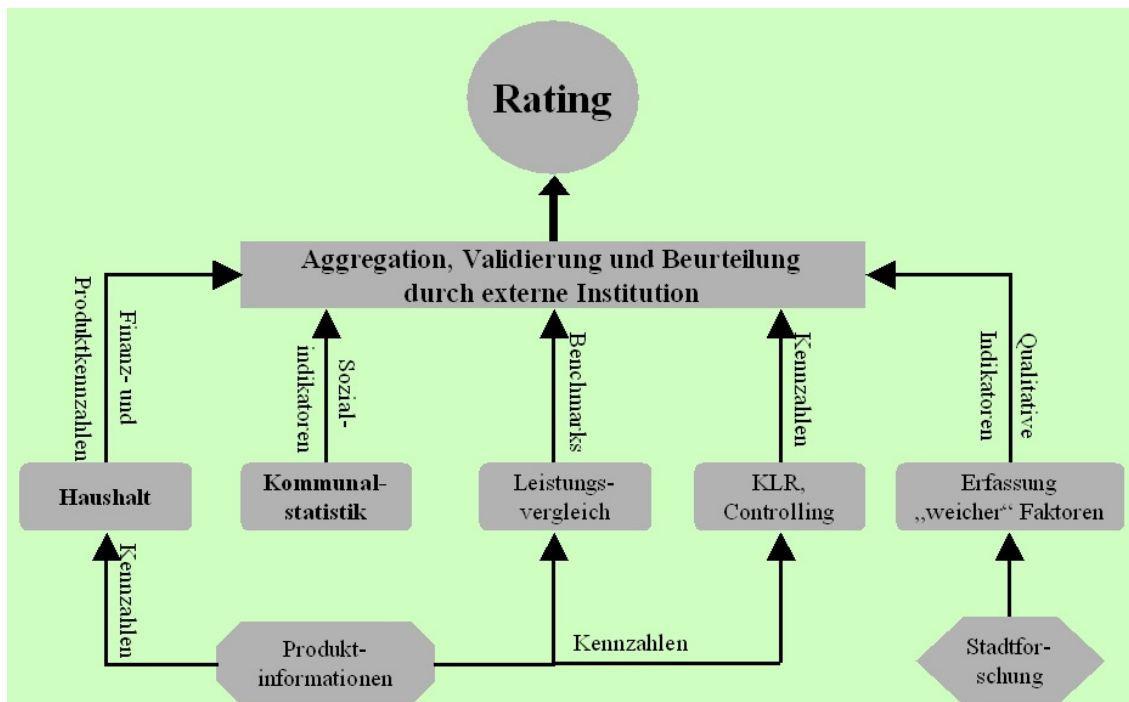 Rating
Aggregation, Validierung und Beurteilung
durch externe Institution
Finanz- und
Produktkennzahlen
Sozial-
indikatoren
Benchmarks
Kennzahlen
Qualitative
Indikatoren
Haushalt
Kommunal-
statistik
Leistungs-
vergleich
KLR,
Controlling
Erfassung
„weicher“ Faktoren
Kennzahlen
Produkt-
informationen
Kennzahlen
Stadtfor-
schung